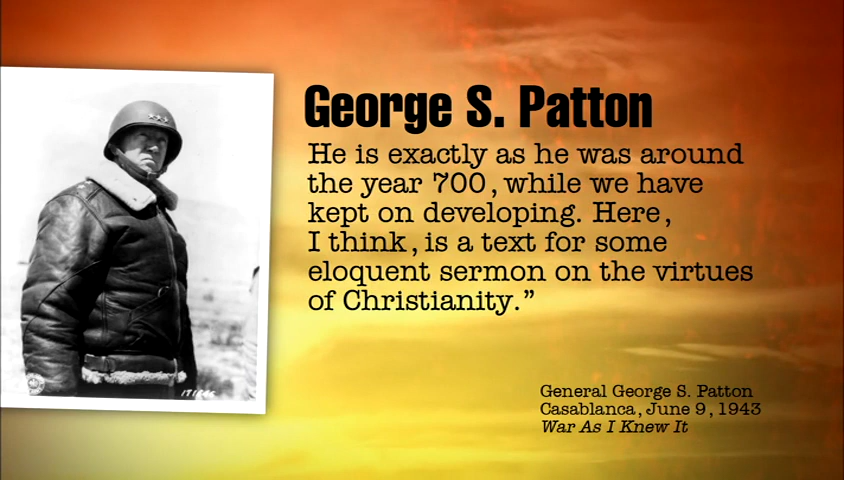 George S. Patton
He is exactly as he was around
the year 700, while we have
kept on developing. Here,
I think, is a text for some
eloquent sermon on the virtues
of Christianity.”
General George S. Patton
Casablanca, June 9, 1943
War As I Knew It